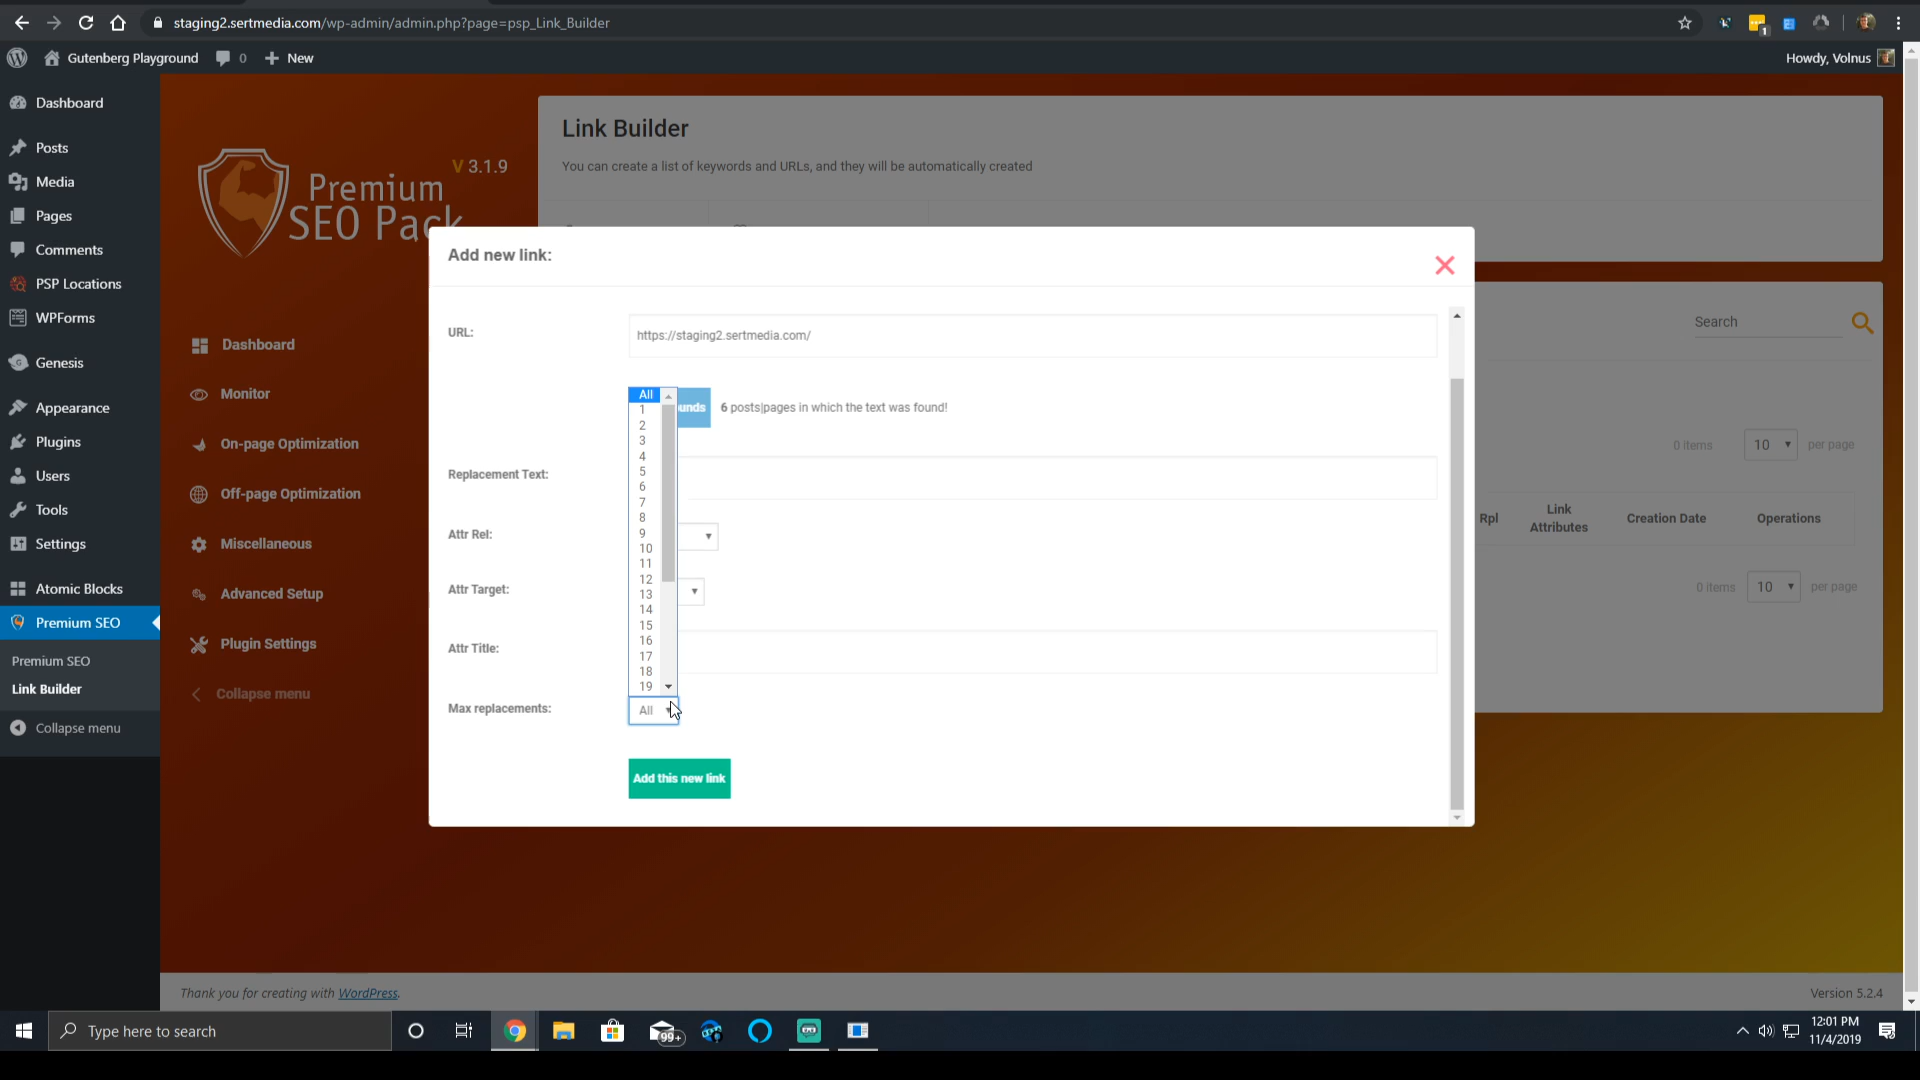 staging2.sertmedia.com/wp-admin/admin.php?page=psp_Link_Builder
1
Gutenberg Playground
0
New
Howdy, Volnus
Dashboard
Posts
Media
Pages
Comments
PSP Locations
WPForms
Genesis
Appearance
Plugins
Users
Tools
Settings
Atomic Blocks
Premium SEO
Premium SEO
Link Builder
Collapse menu
V 3.1.9
Premium
SEO Pack
Dashboard
Monitor
On-page Optimization
Off-page Optimization
Miscellaneous
Advanced Setup
Plugin Settings
Collapse menu
Link Builder
You can create a list of keywords and URLs, and they will be automatically created
Search
0 items
10
per page
Rpl
Link
Attributes
Creation Date
Operations
0 items
10
per page
Add new link:
URL:
https://staging2.sertmedia.com/
unds
6 posts|pages in which the text was found!
Replacement Text:
Attr Rel:
Attr Target:
Attr Title:
Max replacements:
All
1
2
3
4
5
6
7
8
9
10
11
12
13
14
15
16
17
18
19
All
Add this new link
Thank you for creating with WordPress.
Version 5.2.4
Type here to search
99+
12:01 PM
11/4/2019